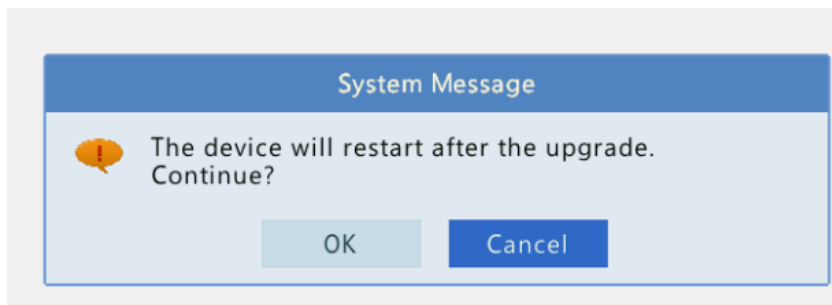 System Message
The device will restart after the upgrade.
Continue?
OK
Cancel